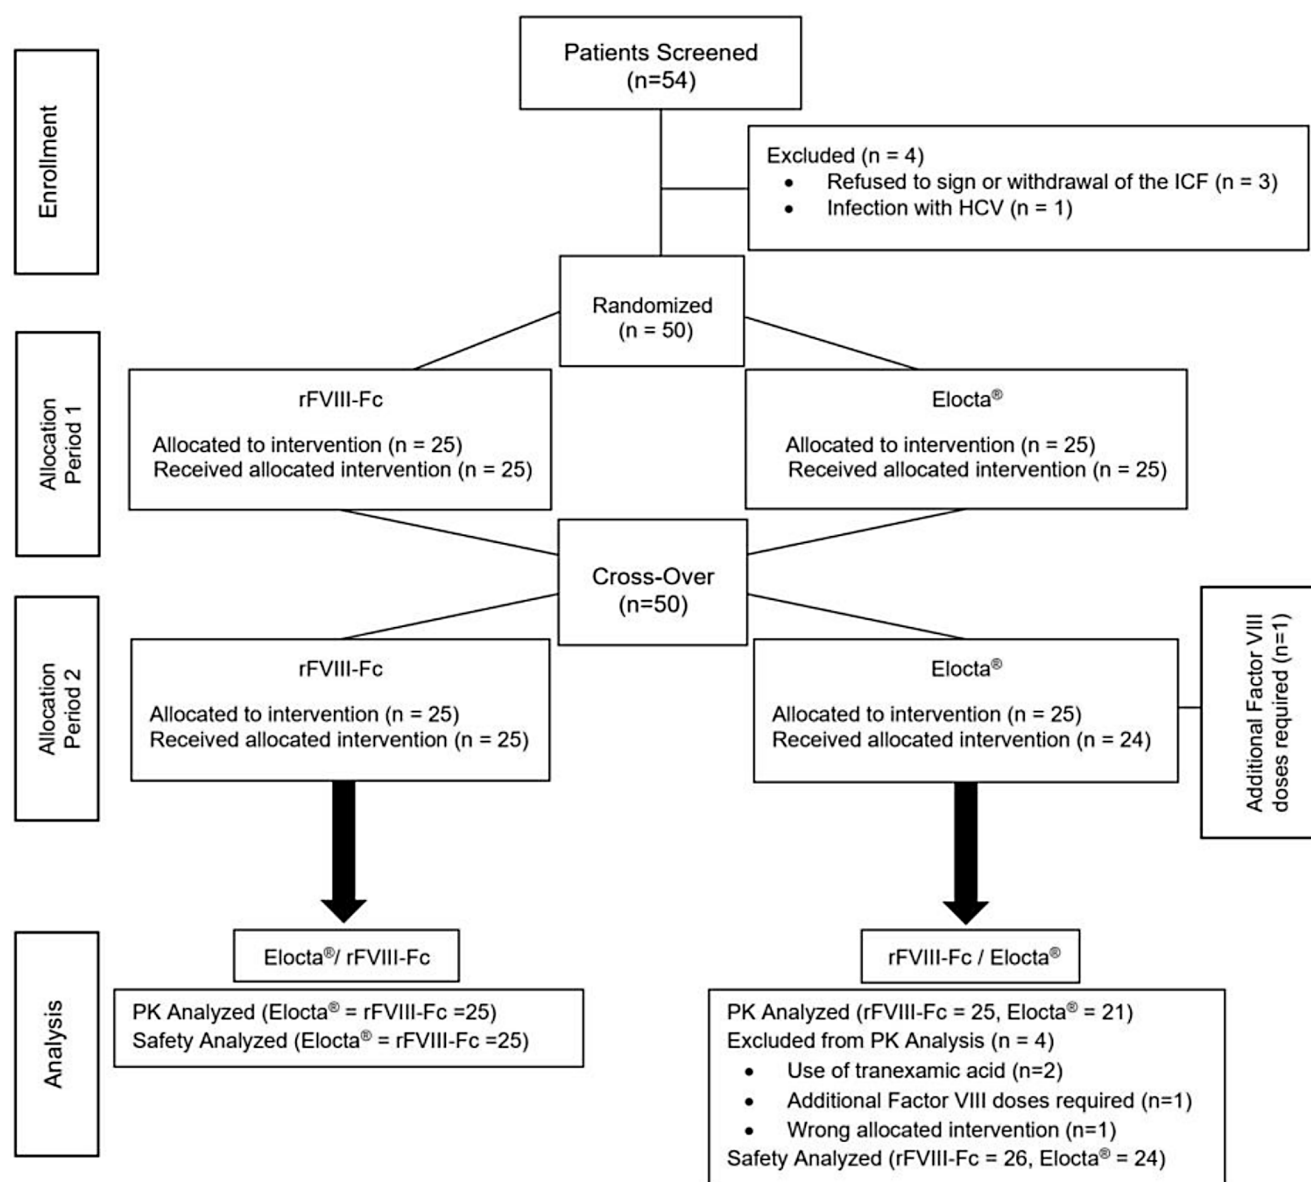 Enrollment
Patients Screened
(n=54)
Excluded (n = 4)
• Refused to sign or withdrawal of the ICF (n = 3)
• Infection with HCV (n = 1)
Randomized
(n = 50)
Allocation
Period 1
rFVIII-Fc
Allocated to intervention (n = 25)
Received allocated intervention (n = 25)
Elocta®
Allocated to intervention (n = 25)
Received allocated intervention (n = 25)
Cross-Over
(n=50)
Allocation
Period 2
rFVIII-Fc
Allocated to intervention (n = 25)
Received allocated intervention (n = 25)
Elocta®
Allocated to intervention (n = 25)
Received allocated intervention (n = 24)
Additional Factor VIII
doses required (n=1)
Analysis
Elocta®/ rFVIII-Fc
PK Analyzed (Elocta® = rFVIII-Fc =25)
Safety Analyzed (Elocta® = rFVIII-Fc =25)
rFVIII-Fc / Elocta®
PK Analyzed (rFVIII-Fc = 25, Elocta® = 21)
Excluded from PK Analysis (n = 4)
• Use of tranexamic acid (n=2)
• Additional Factor VIII doses required (n=1)
• Wrong allocated intervention (n=1)
Safety Analyzed (rFVIII-Fc = 26, Elocta® = 24)